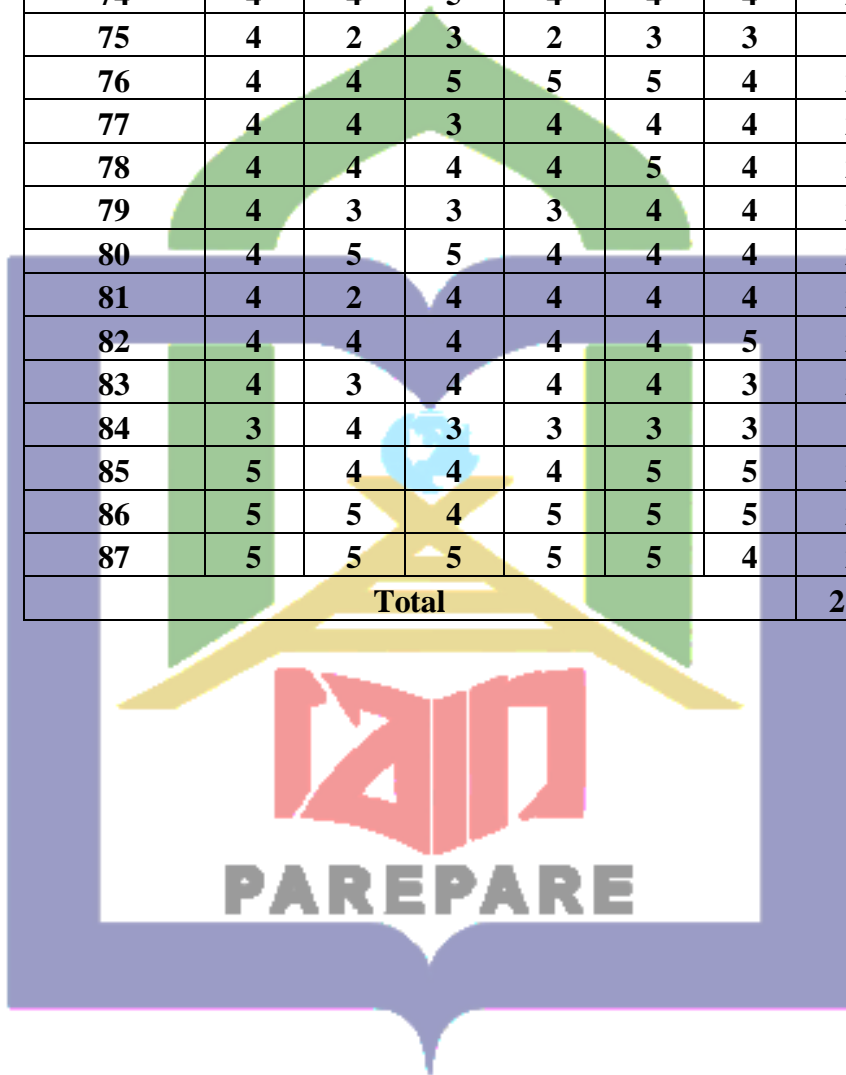 75 4 2 3 2 3 3
76 4 4 5 5 5 4
77 4 4 3 4 4 4
78 4 4 4 4 5 4
79 4 3 3 3 4 4
80 4 5 5 4 4 4
81 4 2 4 4 4 4
82 4 4 4 4 4 5
83 4 3 4 4 4 3
84 3 4 3 3 3 3
85 5 4 4 4 5 5
86 5 5 4 5 5 5
87 5 5 5 5 5 4
Total 2
iain
PAREPARE